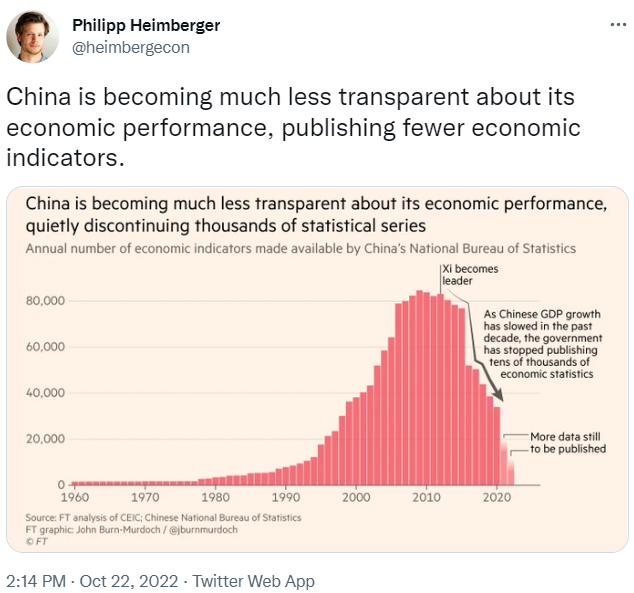 Philipp Heimberger
@heimbergecon
China is becoming much less transparent about its
economic performance, publishing fewer economic
indicators.
China is becoming much less transparent about its economic performance,
quietly discontinuing thousands of statistical series
Annual number of economic indicators made available by China's National Bureau of Statistics
Xi becomes
leader
80,000
As Chinese GDP growth
has slowed in the past
decade, the government
has stopped publishing
tens of thousands of
economic statistics
60,000
40,000
20,000
More data still
to be published
0
1960 1970 1980 1990 2000 2010 2020
Source: FT analysis of CEIC; Chinese National Bureau of Statistics
FT graphic: John Burn-Murdoch / @jburnmurdoch
© FT
2:14 PM · Oct 22, 2022 · Twitter Web App